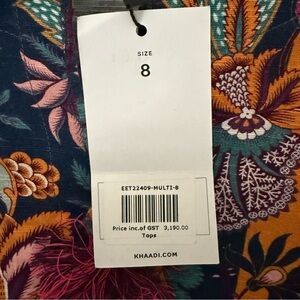 SIZE
8
EET22409-MULTI-8
Price inc.of GST 3,190.00
Tops
KHAADI.COM